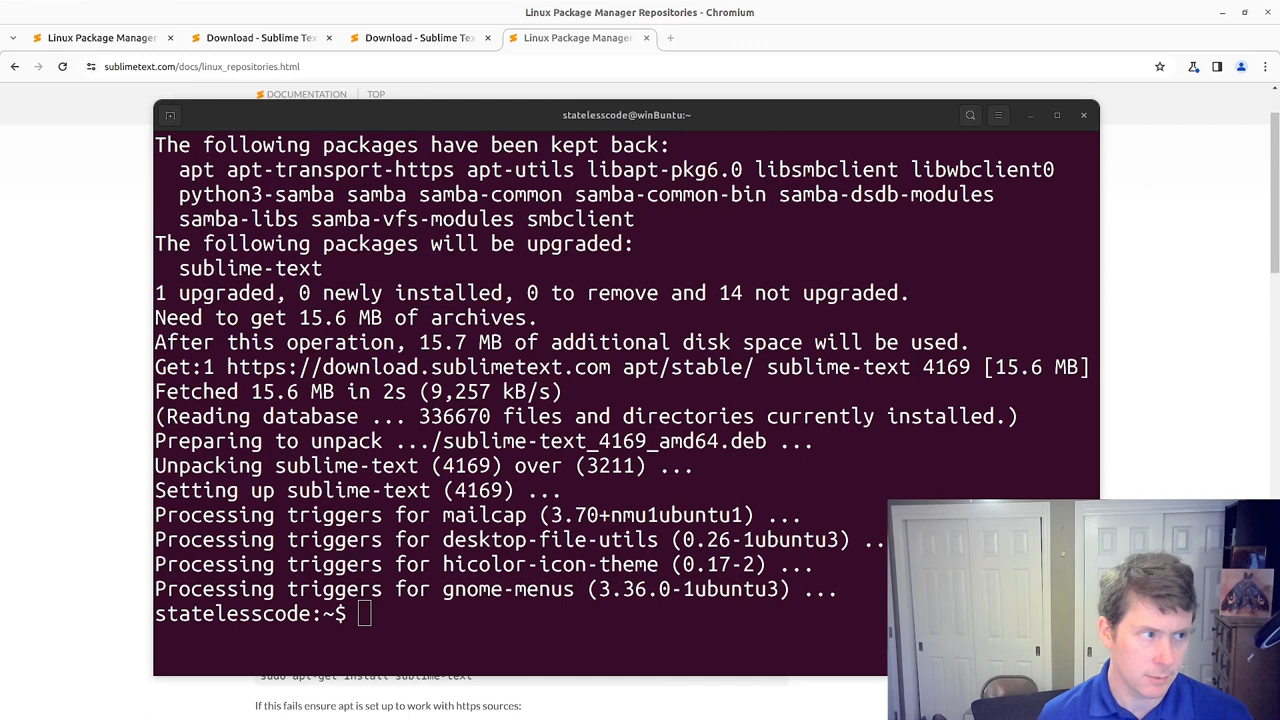 Linux Package Manager Repositories - Chromium
Linux Package Manager
Download - Sublime Te
Download - Sublime Tex
Linux Package Manager
sublimetext.com/docs/linux_repositories.html
DOCUMENTATION TOP
statelesscode@winBuntu:~
The following packages have been kept back:
apt apt-transport-https apt-utils libapt-pkg6.0 libsmbclient libwbclient0
python3-samba samba samba-common samba-common-bin samba-dsdb-modules
samba-libs samba-vfs-modules smbclient
The following packages will be upgraded:
sublime-text
1 upgraded, 0 newly installed, 0 to remove and 14 not upgraded.
Need to get 15.6 MB of archives.
After this operation, 15.7 MB of additional disk space will be used.
Get:1 https://download.sublimetext.com apt/stable/ sublime-text 4169 [15.6 MB]
Fetched 15.6 MB in 2s (9,257 kB/s)
(Reading database ... 336670 files and directories currently installed.)
Preparing to unpack .../sublime-text_4169_amd64.deb ...
Unpacking sublime-text (4169) over (3211) ...
Setting up sublime-text (4169) ...
Processing triggers for mailcap (3.70+nmu1ubuntu1) ...
Processing triggers for desktop-file-utils (0.26-1ubuntu3) ..
Processing triggers for hicolor-icon-theme (0.17-2) ...
Processing triggers for gnome-menus (3.36.0-1ubuntu3) ...
statelesscode:~$
sudo apt-get install sublime-text
If this fails ensure apt is set up to work with https sources: